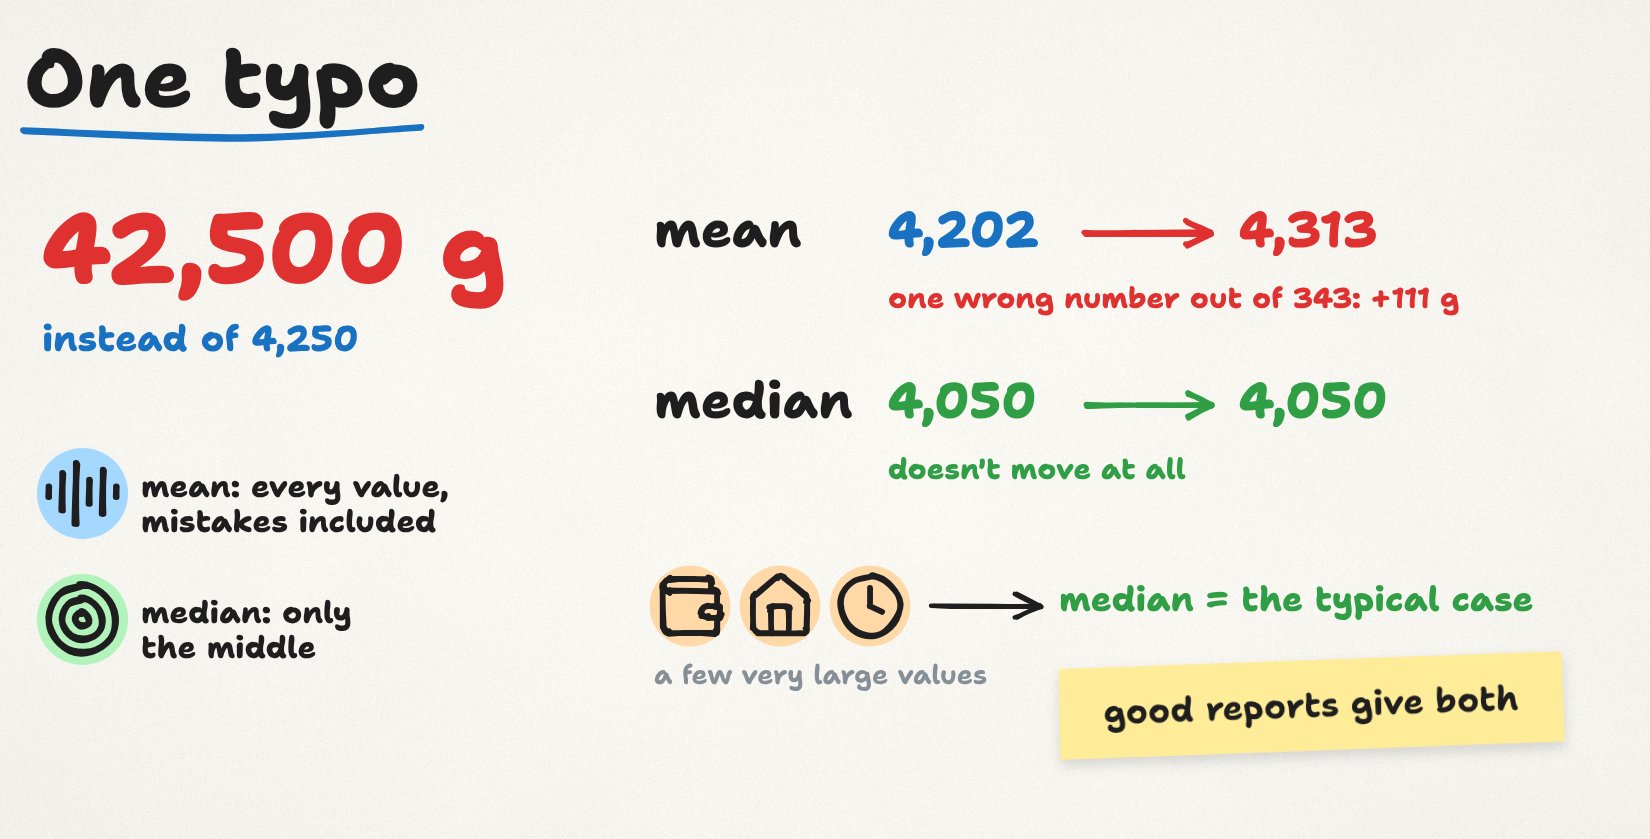 One typo
42,500 g
instead of 4,250
mean: every value,
mistakes included
median: only
the middle
mean 4,202 4,313
one wrong number out of 343: +111 g
median 4,050 4,050
doesn't move at all
a few very large values
median = the typical case
good reports give both